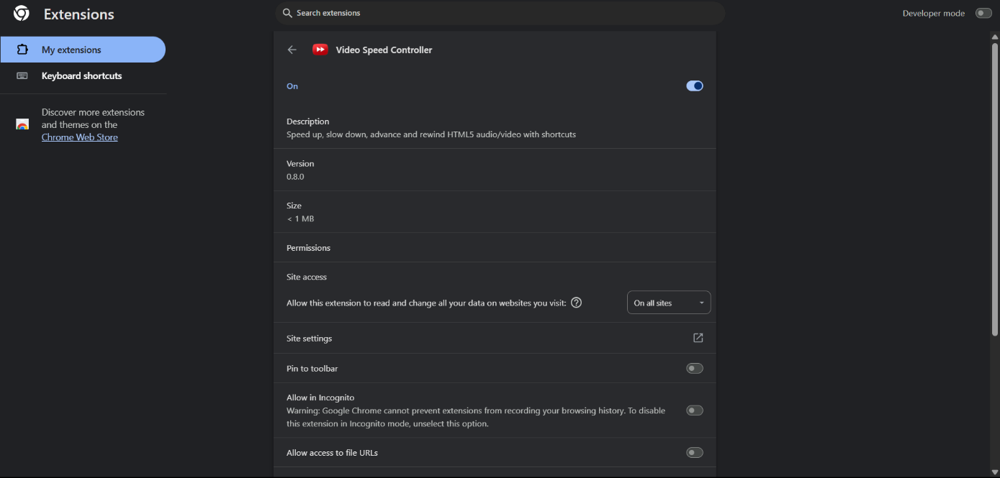 Extensions
Search extensions
Developer mode
My extensions
Keyboard shortcuts
Discover more extensions
and themes on the
Chrome Web Store
Video Speed Controller
On
Description
Speed up, slow down, advance and rewind HTML5 audio/video with shortcuts
Version
0.8.0
Size
< 1 MB
Permissions
Site access
Allow this extension to read and change all your data on websites you visit:
On all sites
Site settings
Pin to toolbar
Allow in Incognito
Warning: Google Chrome cannot prevent extensions from recording your browsing history. To disable
this extension in Incognito mode, unselect this option.
Allow access to file URLs